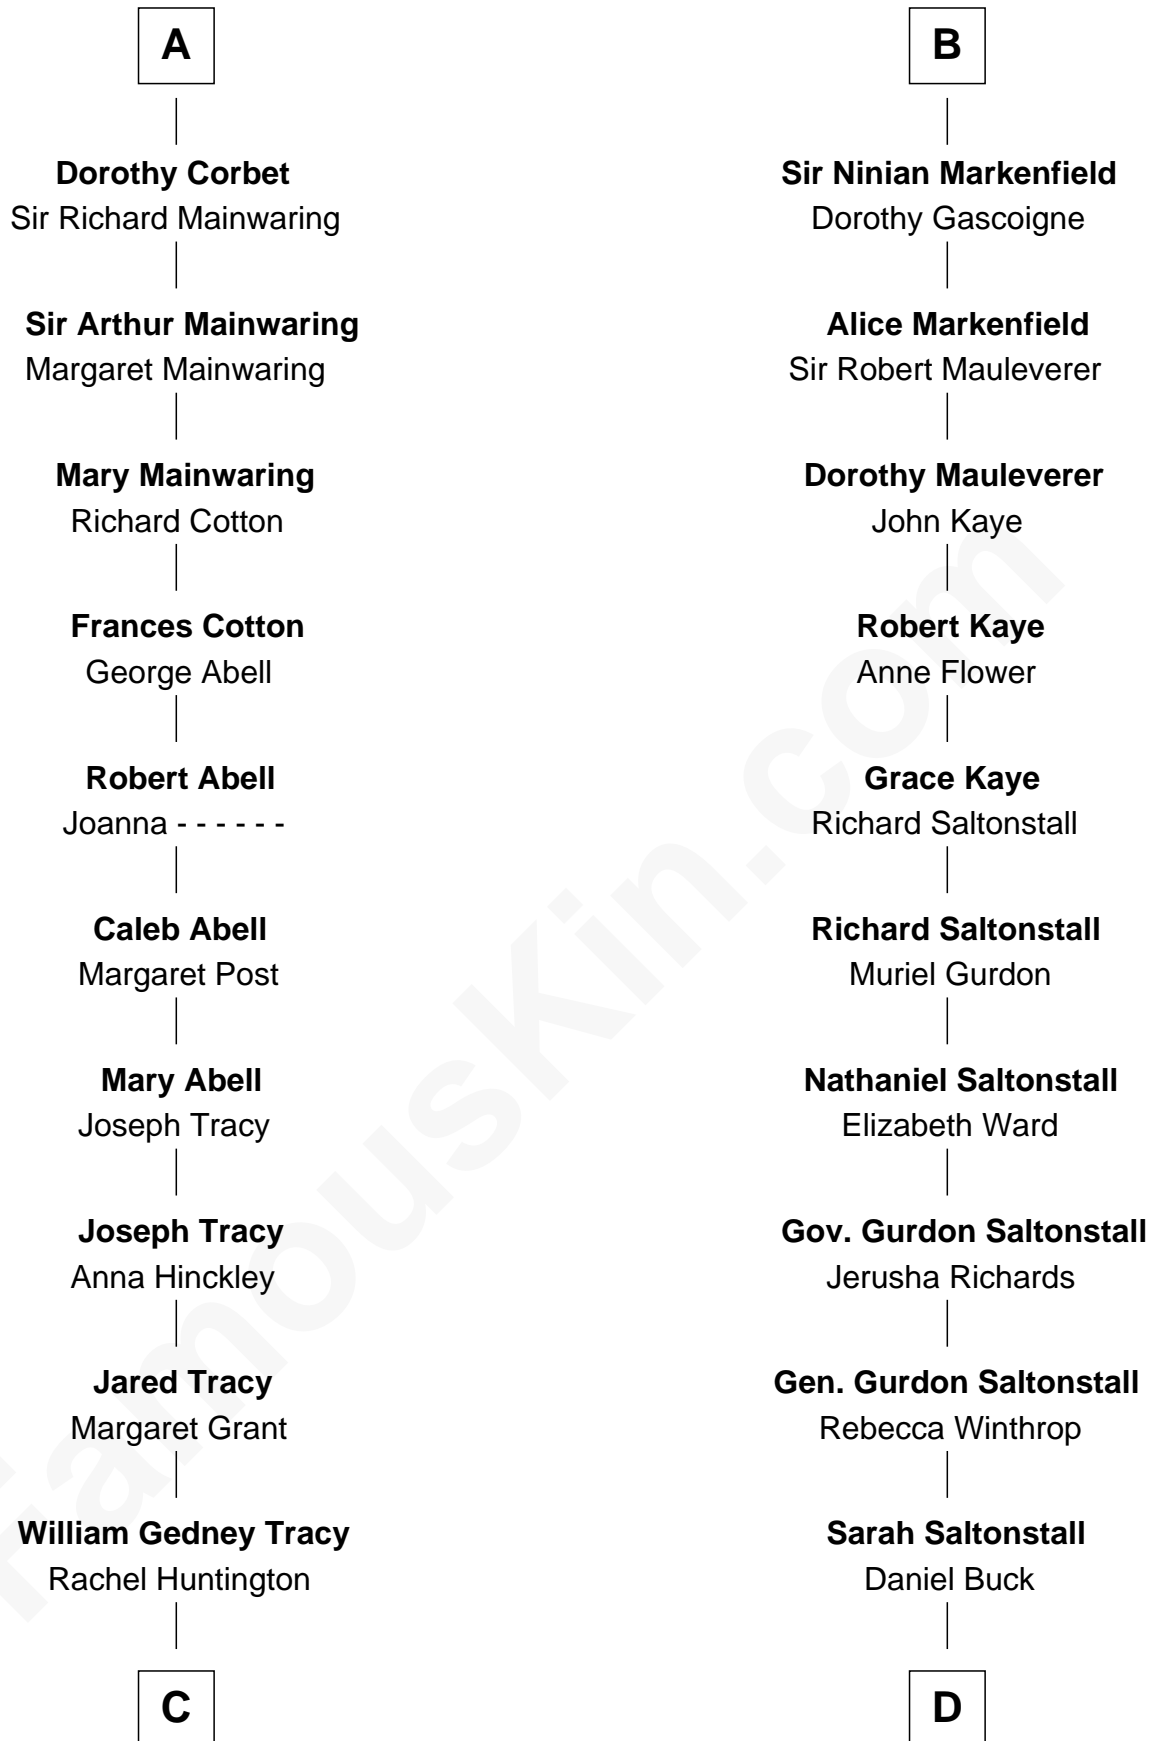 A
Dorothy Corbet
Sir Richard Mainwaring
Sir Arthur Mainwaring
Margaret Mainwaring
Mary Mainwaring
Richard Cotton
Frances Cotton
George Abell
Robert Abell
Joanna - - - - - -
Caleb Abell
Margaret Post
Mary Abell
Joseph Tracy
Joseph Tracy
Anna Hinckley
Jared Tracy
Margaret Grant
William Gedney Tracy
Rachel Huntington
C
B
Sir Ninian Markenfield
Dorothy Gascoigne
Alice Markenfield
Sir Robert Mauleverer
Dorothy Mauleverer
John Kaye
Robert Kaye
Anne Flower
Grace Kaye
Richard Saltonstall
Richard Saltonstall
Muriel Gurdon
Nathaniel Saltonstall
Elizabeth Ward
Gov. Gurdon Saltonstall
Jerusha Richards
Gen. Gurdon Saltonstall
Rebecca Winthrop
Sarah Saltonstall
Daniel Buck
D
FamousKin.com